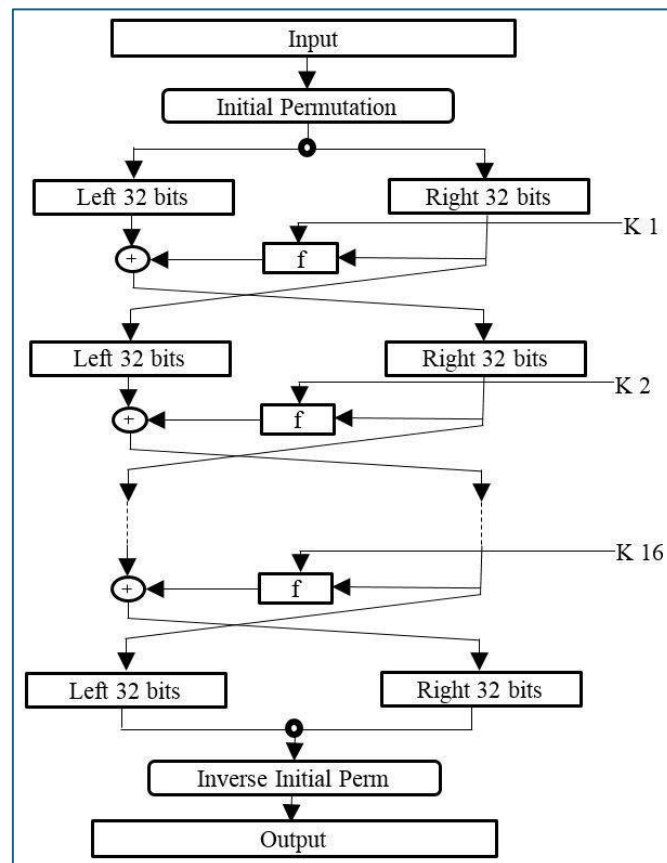 Input
Initial Permutation
Left 32 bits
Right 32 bits
K 1
+
f
Left 32 bits
Right 32 bits
K 2
+
f
K 16
+
f
Left 32 bits
Right 32 bits
Inverse Initial Perm
Output